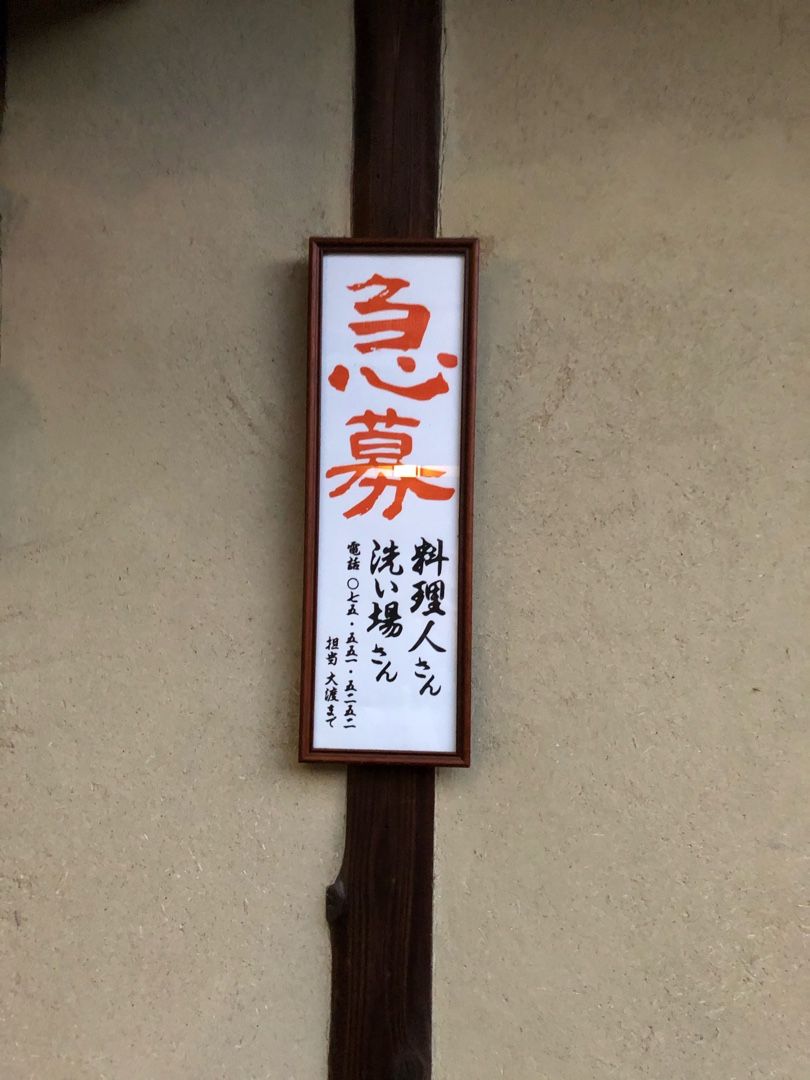 急募
料理人さん
洗い場さん
電話 〇七五・五五一・五二五二
担当 大渡まで